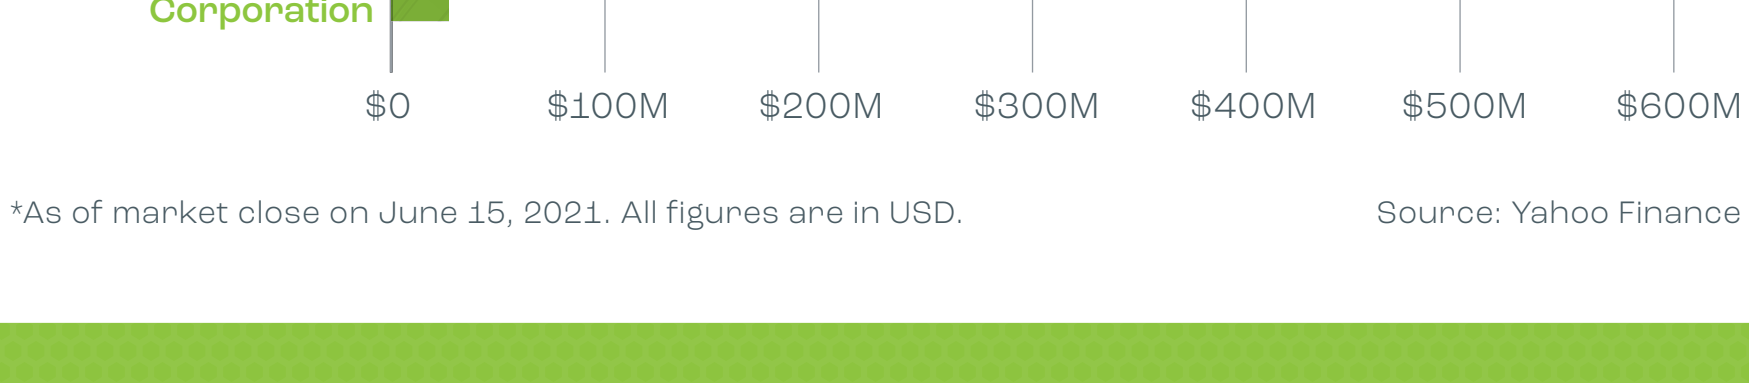 Corporation
$0 $100M $200M $300M $400M $500M $600M
*As of market close on June 15, 2021. All figures are in USD.
Source: Yahoo Finance